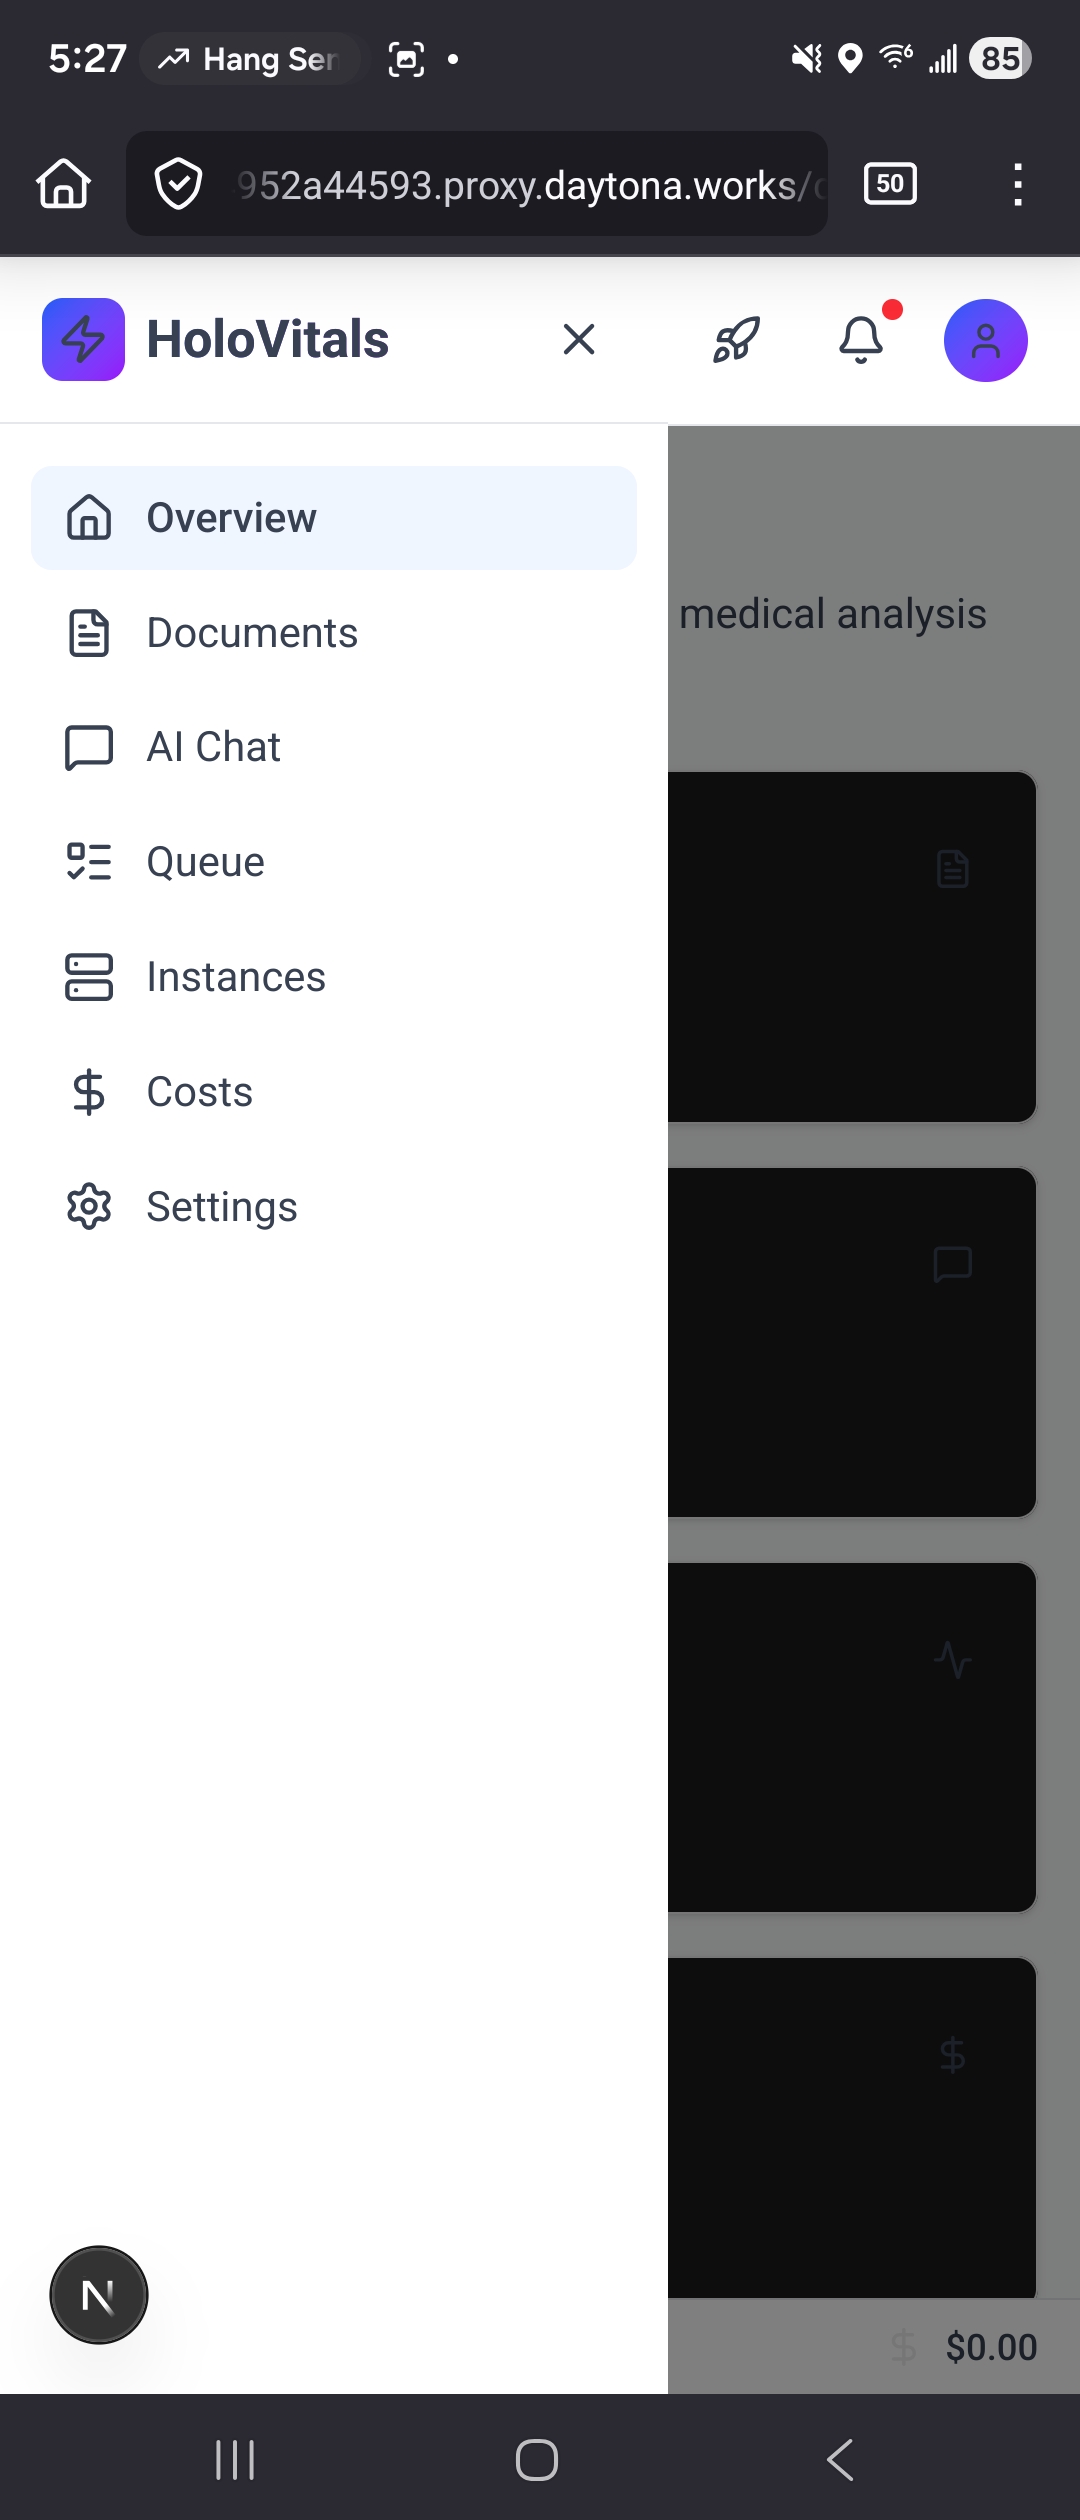 5:27 Hang Ser 6 85
952a44593.proxy.daytona.works/ 50
HoloVitals
Overview
medical analysis
Documents
AI Chat
Queue
Instances
Costs
Settings
N
$0.00